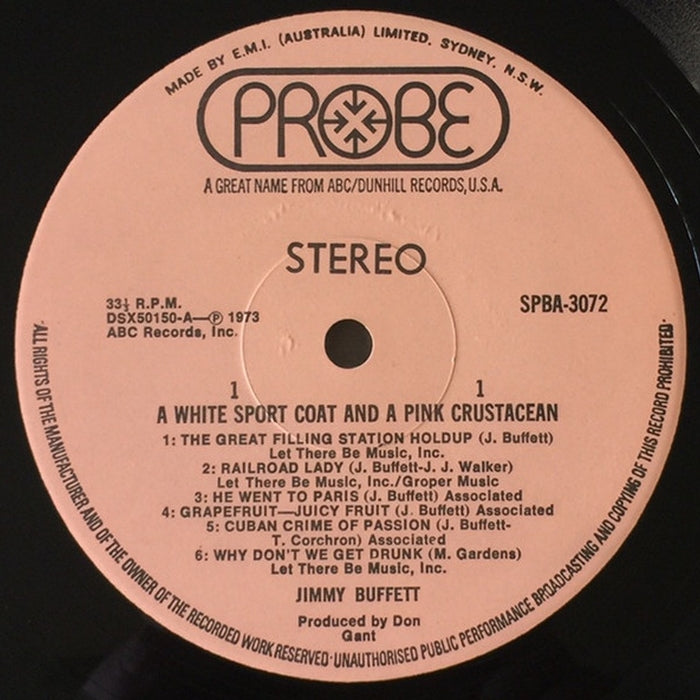 MADE BY E.M.I. (AUSTRALIA) LIMITED. SYDNEY. N.S.W.
PROBE
A GREAT NAME FROM ABC/DUNHILL RECORDS, U.S.A.
STEREO
33⅓ R.P.M.
DSX50150-A—Ⓟ 1973
ABC Records, Inc.
SPBA-3072
1 1
A WHITE SPORT COAT AND A PINK CRUSTACEAN
1: THE GREAT FILLING STATION HOLDUP (J. Buffett)
Let There Be Music, Inc.
2: RAILROAD LADY (J. Buffett-J. J. Walker)
Let There Be Music, Inc./Groper Music
3: HE WENT TO PARIS (J. Buffett) Associated
4: GRAPEFRUIT—JUICY FRUIT (J. Buffett) Associated
5: CUBAN CRIME OF PASSION (J. Buffett-
T. Corchron) Associated
6: WHY DON'T WE GET DRUNK (M. Gardens)
Let There Be Music, Inc.
JIMMY BUFFETT
Produced by Don
Gant
·ALL RIGHTS OF THE MANUFACTURER AND OF THE OWNER OF THE RECORDED WORK RESERVED·UNAUTHORISED PUBLIC PERFORMANCE BROADCASTING AND COPYING OF THIS RECORD PROHIBITED·